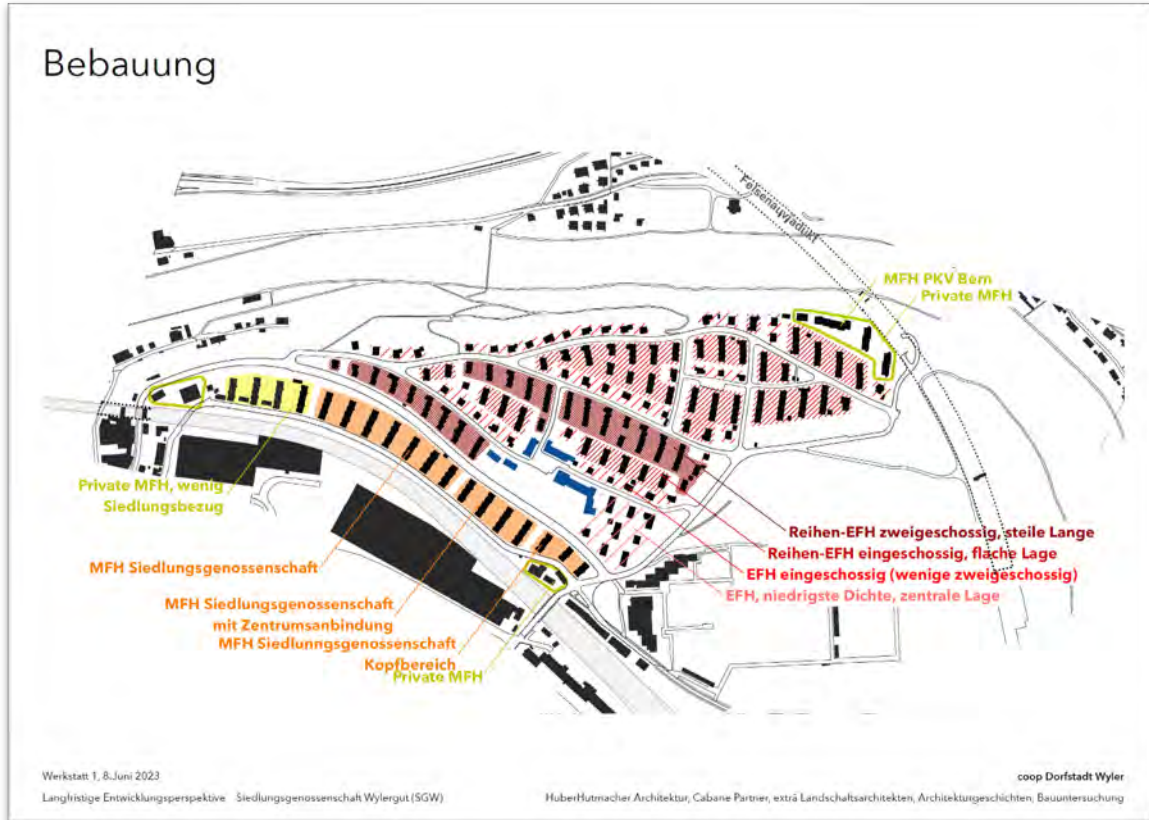 Bebauung
Felsenauviadukt
MFH PKV Bern
Private MFH
Private MFH, wenig
Siedlungsbezug
MFH Siedlungsgenossenschaft
MFH Siedlungsgenossenschaft
mit Zentrumsanbindung
MFH Siedlunngsgenossenschaft
Kopfbereich
Private MFH
Reihen-EFH zweigeschossig, steile Lange
Reihen-EFH eingeschossig, flache Lage
EFH eingeschossig (wenige zweigeschossig)
EFH, niedrigste Dichte, zentrale Lage
Werkstatt 1, 8.Juni 2023
coop Dorfstadt Wyler
Langfristige Entwicklungsperspektive Siedlungsgenossenschaft Wylergut (SGW)
HuberHutmacher Architektur, Cabane Partner, extrā Landschaftsarchitekten, Architekturgeschichten, Bauuntersuchung